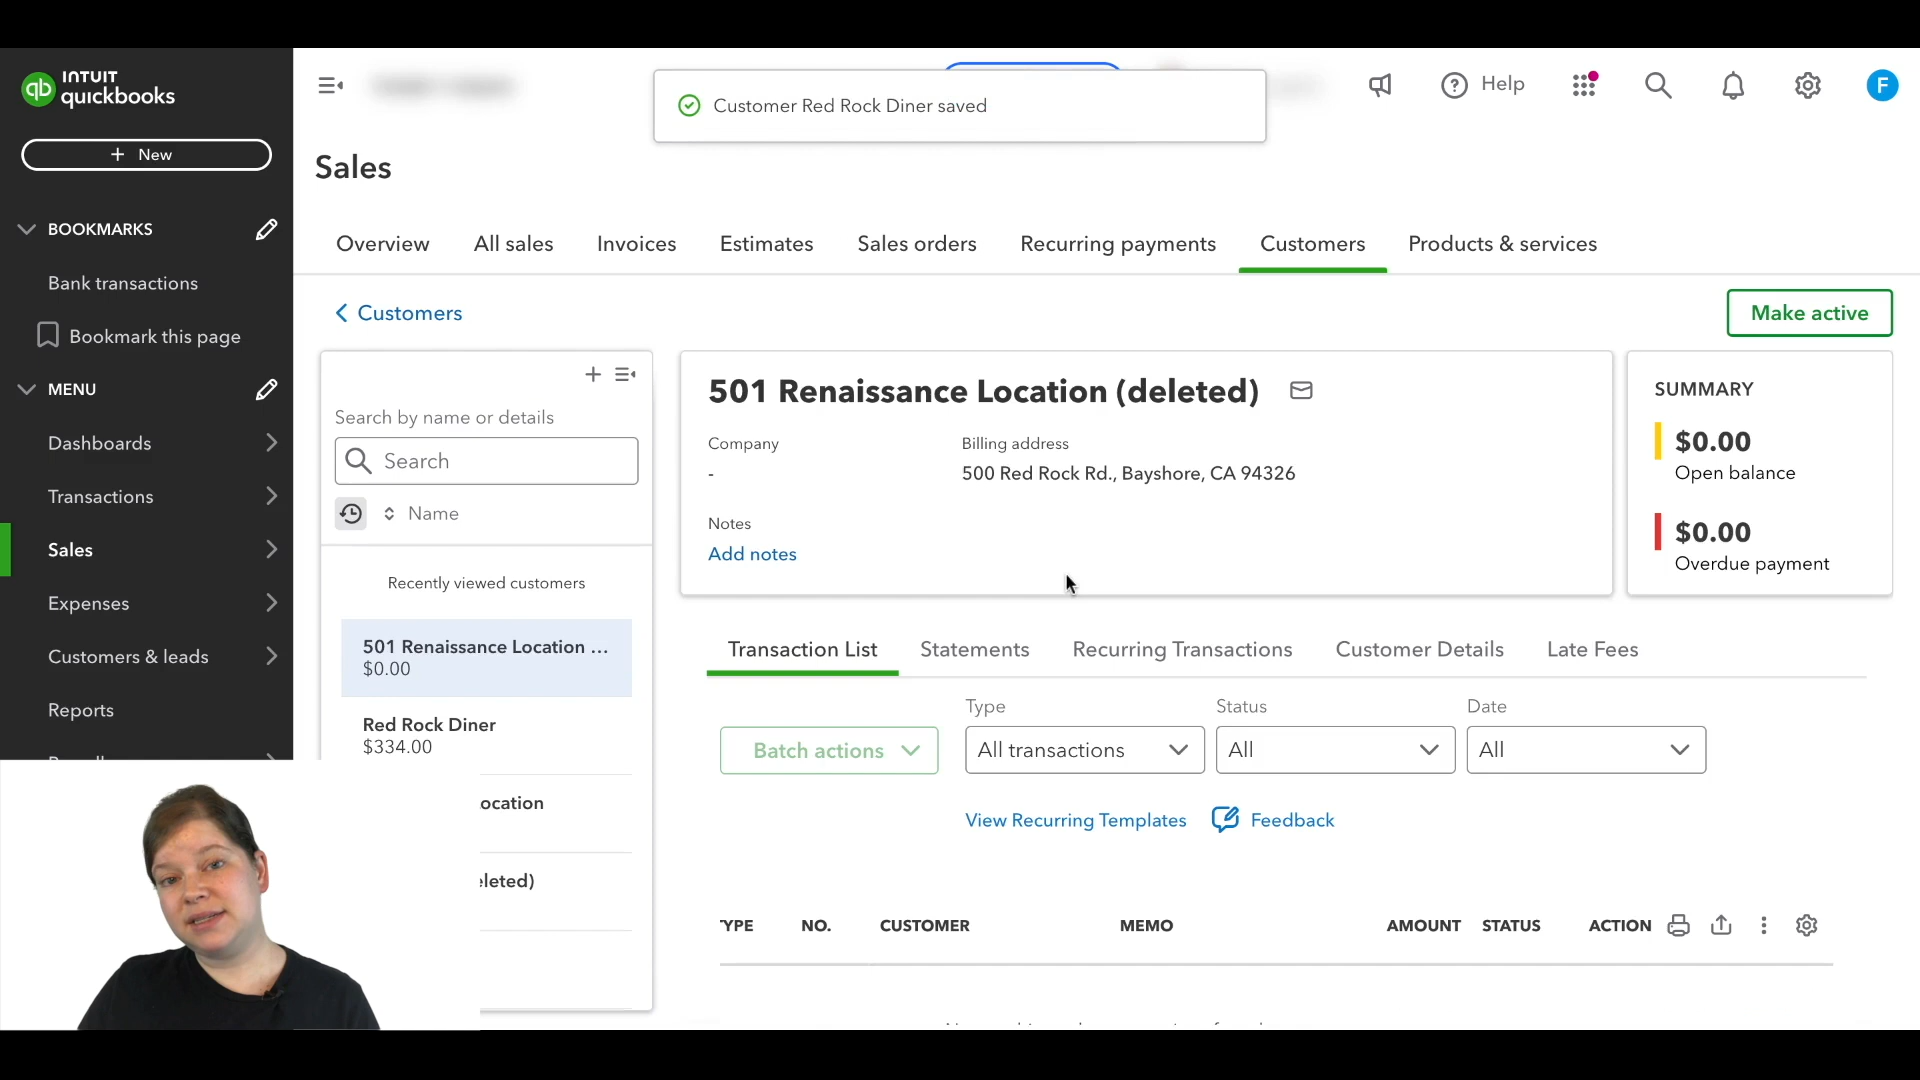 INTUIT
quickbooks
+ New
BOOKMARKS
Bank transactions
Bookmark this page
MENU
Dashboards
Transactions
Sales
Expenses
Customers & leads
Reports
Customer Red Rock Diner saved
Help
F
Sales
Overview
All sales
Invoices
Estimates
Sales orders
Recurring payments
Customers
Products & services
Customers
Make active
Search by name or details
Search
Name
Recently viewed customers
501 Renaissance Location ...
$0.00
Red Rock Diner
$334.00
ocation
eleted)
501 Renaissance Location (deleted)
Company
-
Billing address
500 Red Rock Rd., Bayshore, CA 94326
Notes
Add notes
SUMMARY
$0.00
Open balance
$0.00
Overdue payment
Transaction List
Statements
Recurring Transactions
Customer Details
Late Fees
Batch actions
Type
All transactions
Status
All
Date
All
View Recurring Templates
Feedback
YPE
NO.
CUSTOMER
MEMO
AMOUNT
STATUS
ACTION